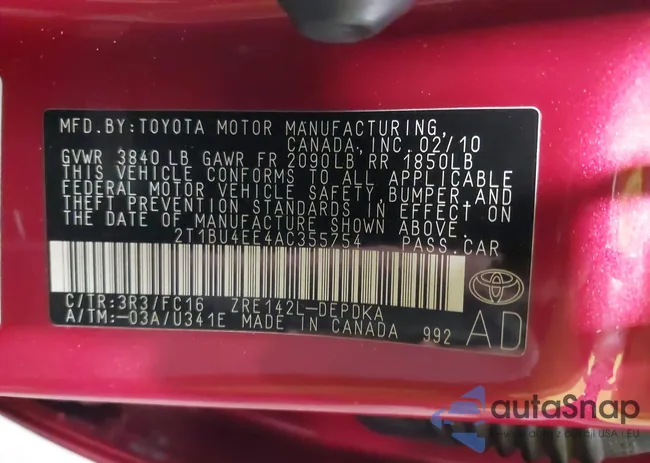 MFD.BY:TOYOTA MOTOR MANUFACTURING,
CANADA, INC. 02/10
GVWR 3840 LB GAWR FR 2090LB RR 1850LB
THIS VEHICLE CONFORMS TO ALL APPLICABLE
FEDERAL MOTOR VEHICLE SAFETY, BUMPER, AND
THEFT PREVENTION STANDARDS IN EFFECT ON
THE DATE OF MANUFACTURE SHOWN ABOVE.
2T1BU4EE4AC355754 PASS.CAR
C/TR:3R3/FC16 ZRE142L-DEPDKA
A/TM:-03A/U341E MADE IN CANADA 992 AD
autaSnap
USA i EU